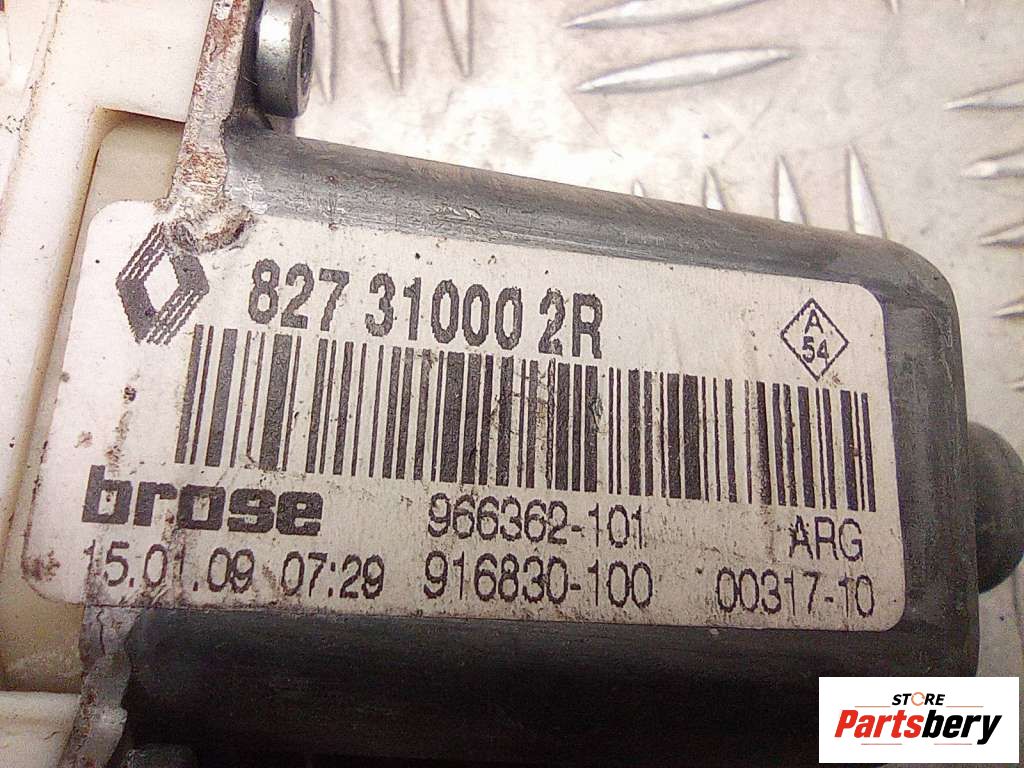 827 31000 2R
A
54
brose
966362-101
ARG
15.01.09 07:29
916830-100
00317-10
STORE
Partsbery